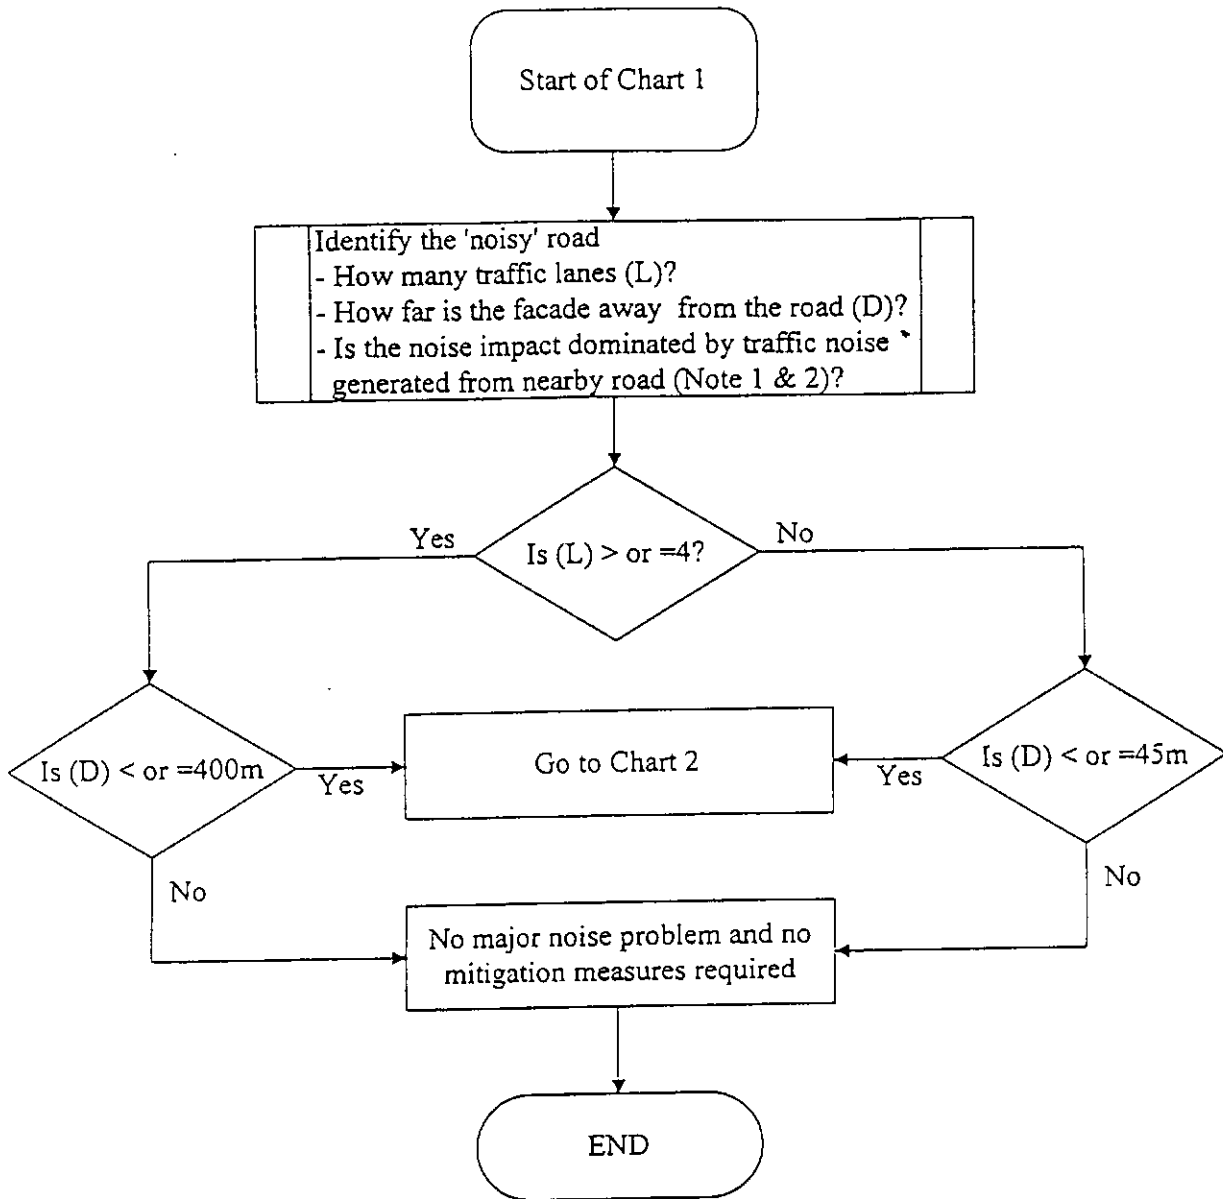 Start of Chart 1
Identify the 'noisy' road
- How many traffic lanes (L)?
- How far is the facade away from the road (D)?
- Is the noise impact dominated by traffic noise
generated from nearby road (Note 1 & 2)?
Yes
Is (L) > or =4?
No
Is (D) < or =400m
Yes
Go to Chart 2
Yes
Is (D) < or =45m
No
No major noise problem and no
mitigation measures required
No
END